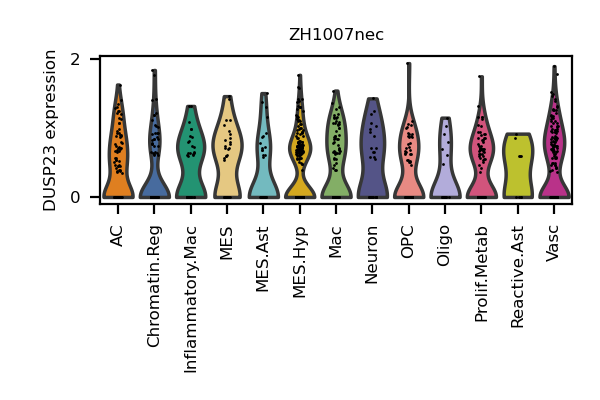 ZH1007nec
DUSP23 expression
2
0
AC
Chromatin.Reg
Inflammatory.Mac
MES
MES.Ast
MES.Hyp
Mac
Neuron
OPC
Oligo
Prolif.Metab
Reactive.Ast
Vasc